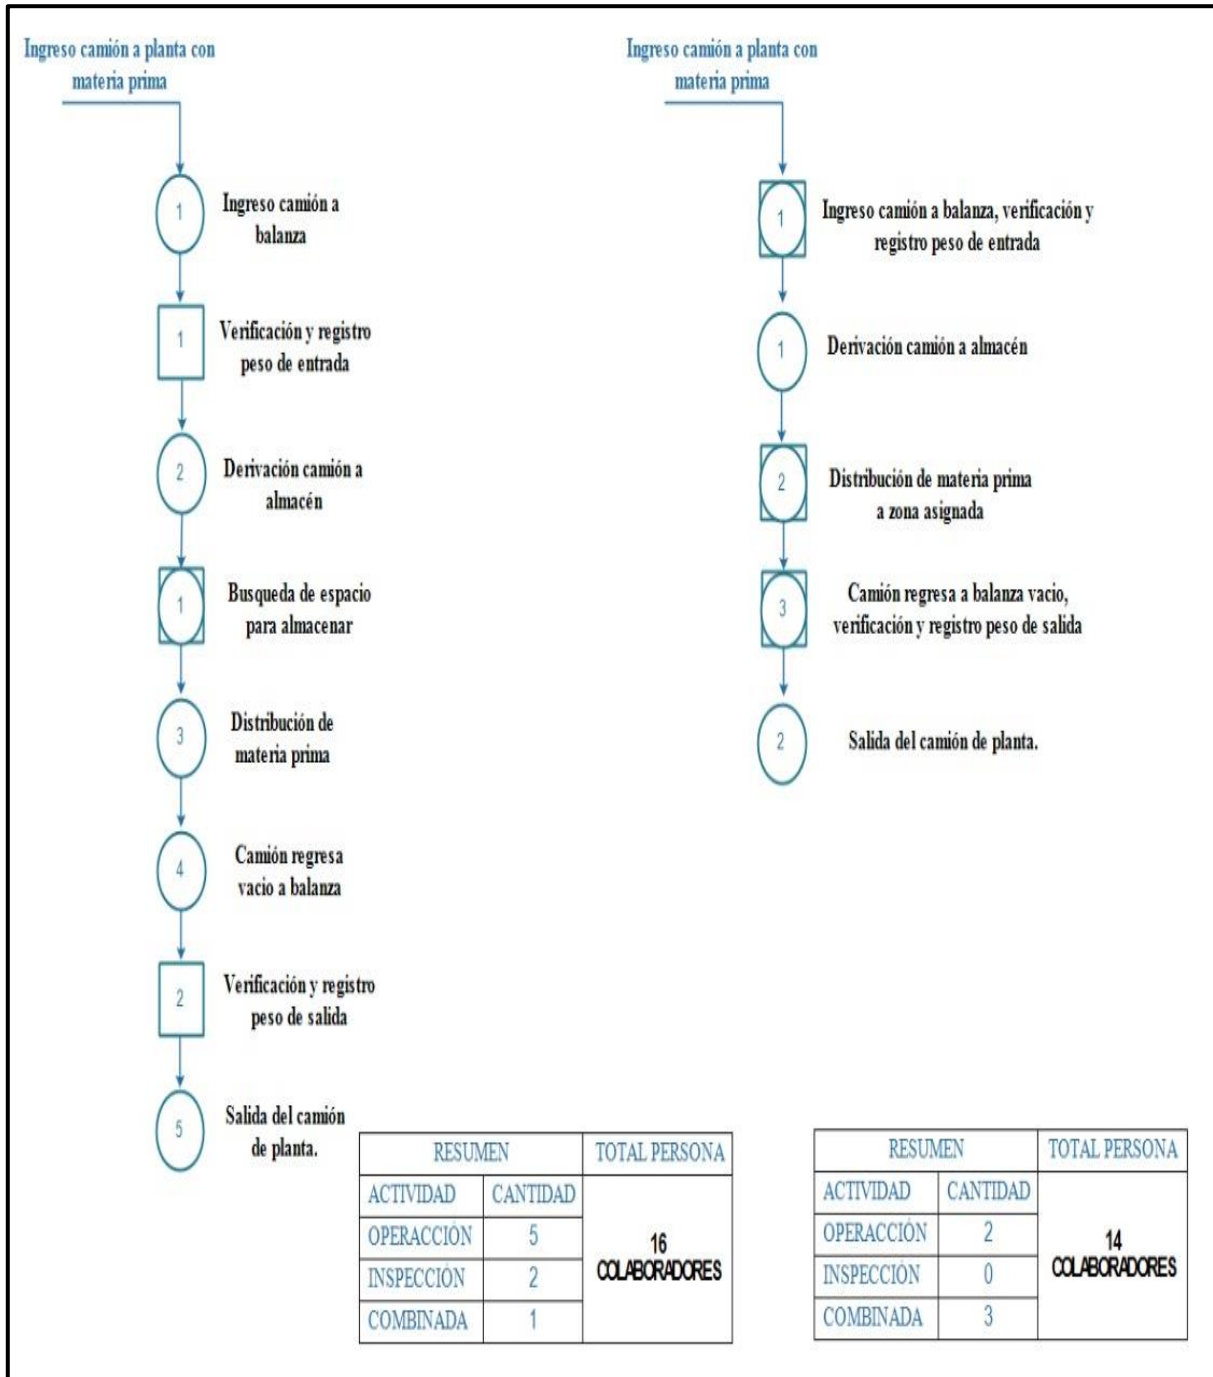 Ingreso camión a planta con
materia prima
1
Ingreso camión a
balanza
1
Verificación y registro
peso de entrada
2
Derivación camión a
almacén
1
Busqueda de espacio
para almacenar
3
Distribución de
materia prima
4
Camión regresa
vacio a balanza
2
Verificación y registro
peso de salida
5
Salida del camión
de planta.
RESUMEN TOTAL PERSONA
ACTIVIDAD CANTIDAD
OPERACCIÓN 5
INSPECCIÓN 2
COMBINADA 1
16
COLABORADORES
Ingreso camión a planta con
materia prima
1
Ingreso camión a balanza, verificación y
registro peso de entrada
1
Derivación camión a almacén
2
Distribución de materia prima
a zona asignada
3
Camión regresa a balanza vacio,
verificación y registro peso de salida
2
Salida del camión de planta.
RESUMEN TOTAL PERSONA
ACTIVIDAD CANTIDAD
OPERACCIÓN 2
INSPECCIÓN 0
COMBINADA 3
14
COLABORADORES